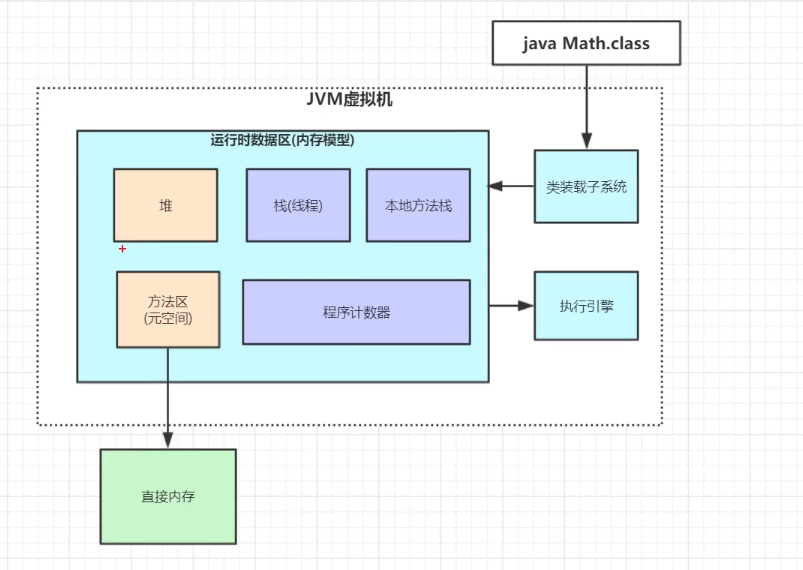 java Math.class
JVM虚拟机
运行时数据区(内存模型)
堆
栈(线程)
本地方法栈
类装载子系统
方法区
(元空间)
程序计数器
执行引擎
直接内存